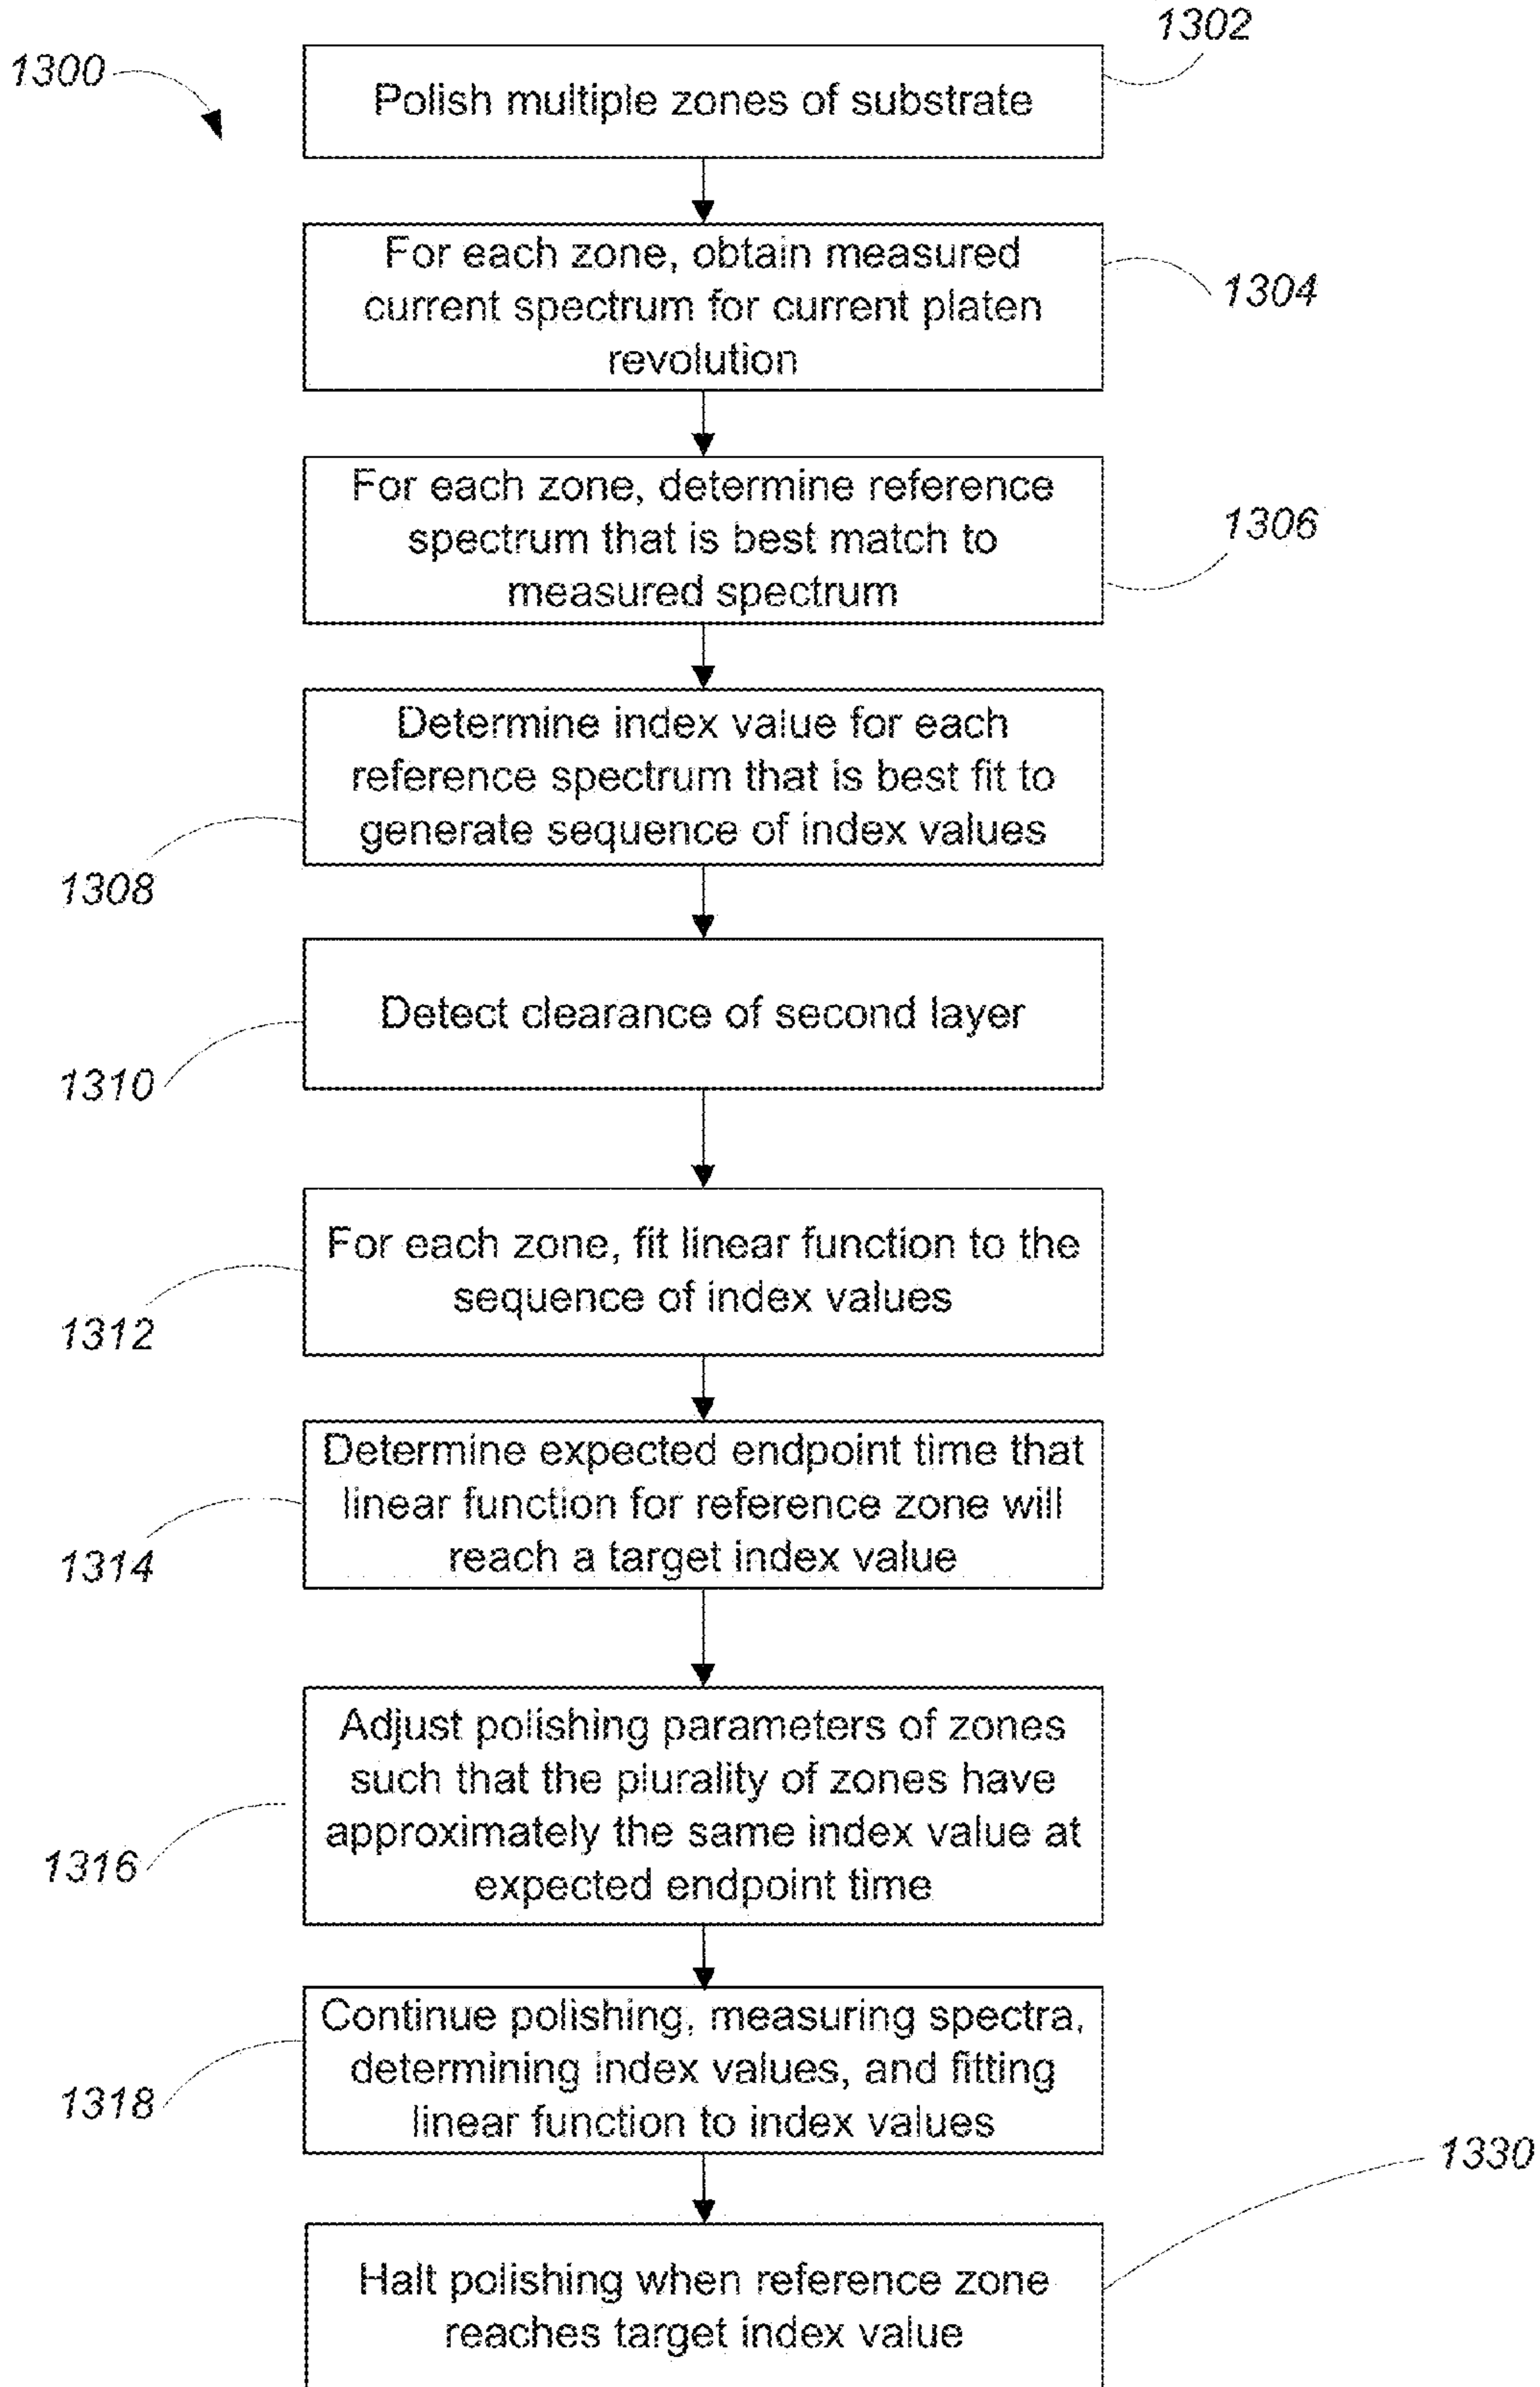 1302
1300
Polish multiple zones of substrate
For each zone, obtain measured
current spectrum for current platen
revolution
1304
For each zone, determine reference
spectrum that is best match to
measured spectrum
1306
Determine index value for each
reference spectrum that is best fit to
generate sequence of index values
1308
Detect clearance of second layer
1310
For each zone, fit linear function to the
sequence of index values
1312
Determine expected endpoint time that
linear function for reference zone will
reach a target index value
1314
Adjust polishing parameters of zones
such that the plurality of zones have
approximately the same index value at
expected endpoint time
1316
Continue polishing, measuring spectra,
determining index values, and fitting
linear function to index values
1318
1330
Halt polishing when reference zone
reaches target index value